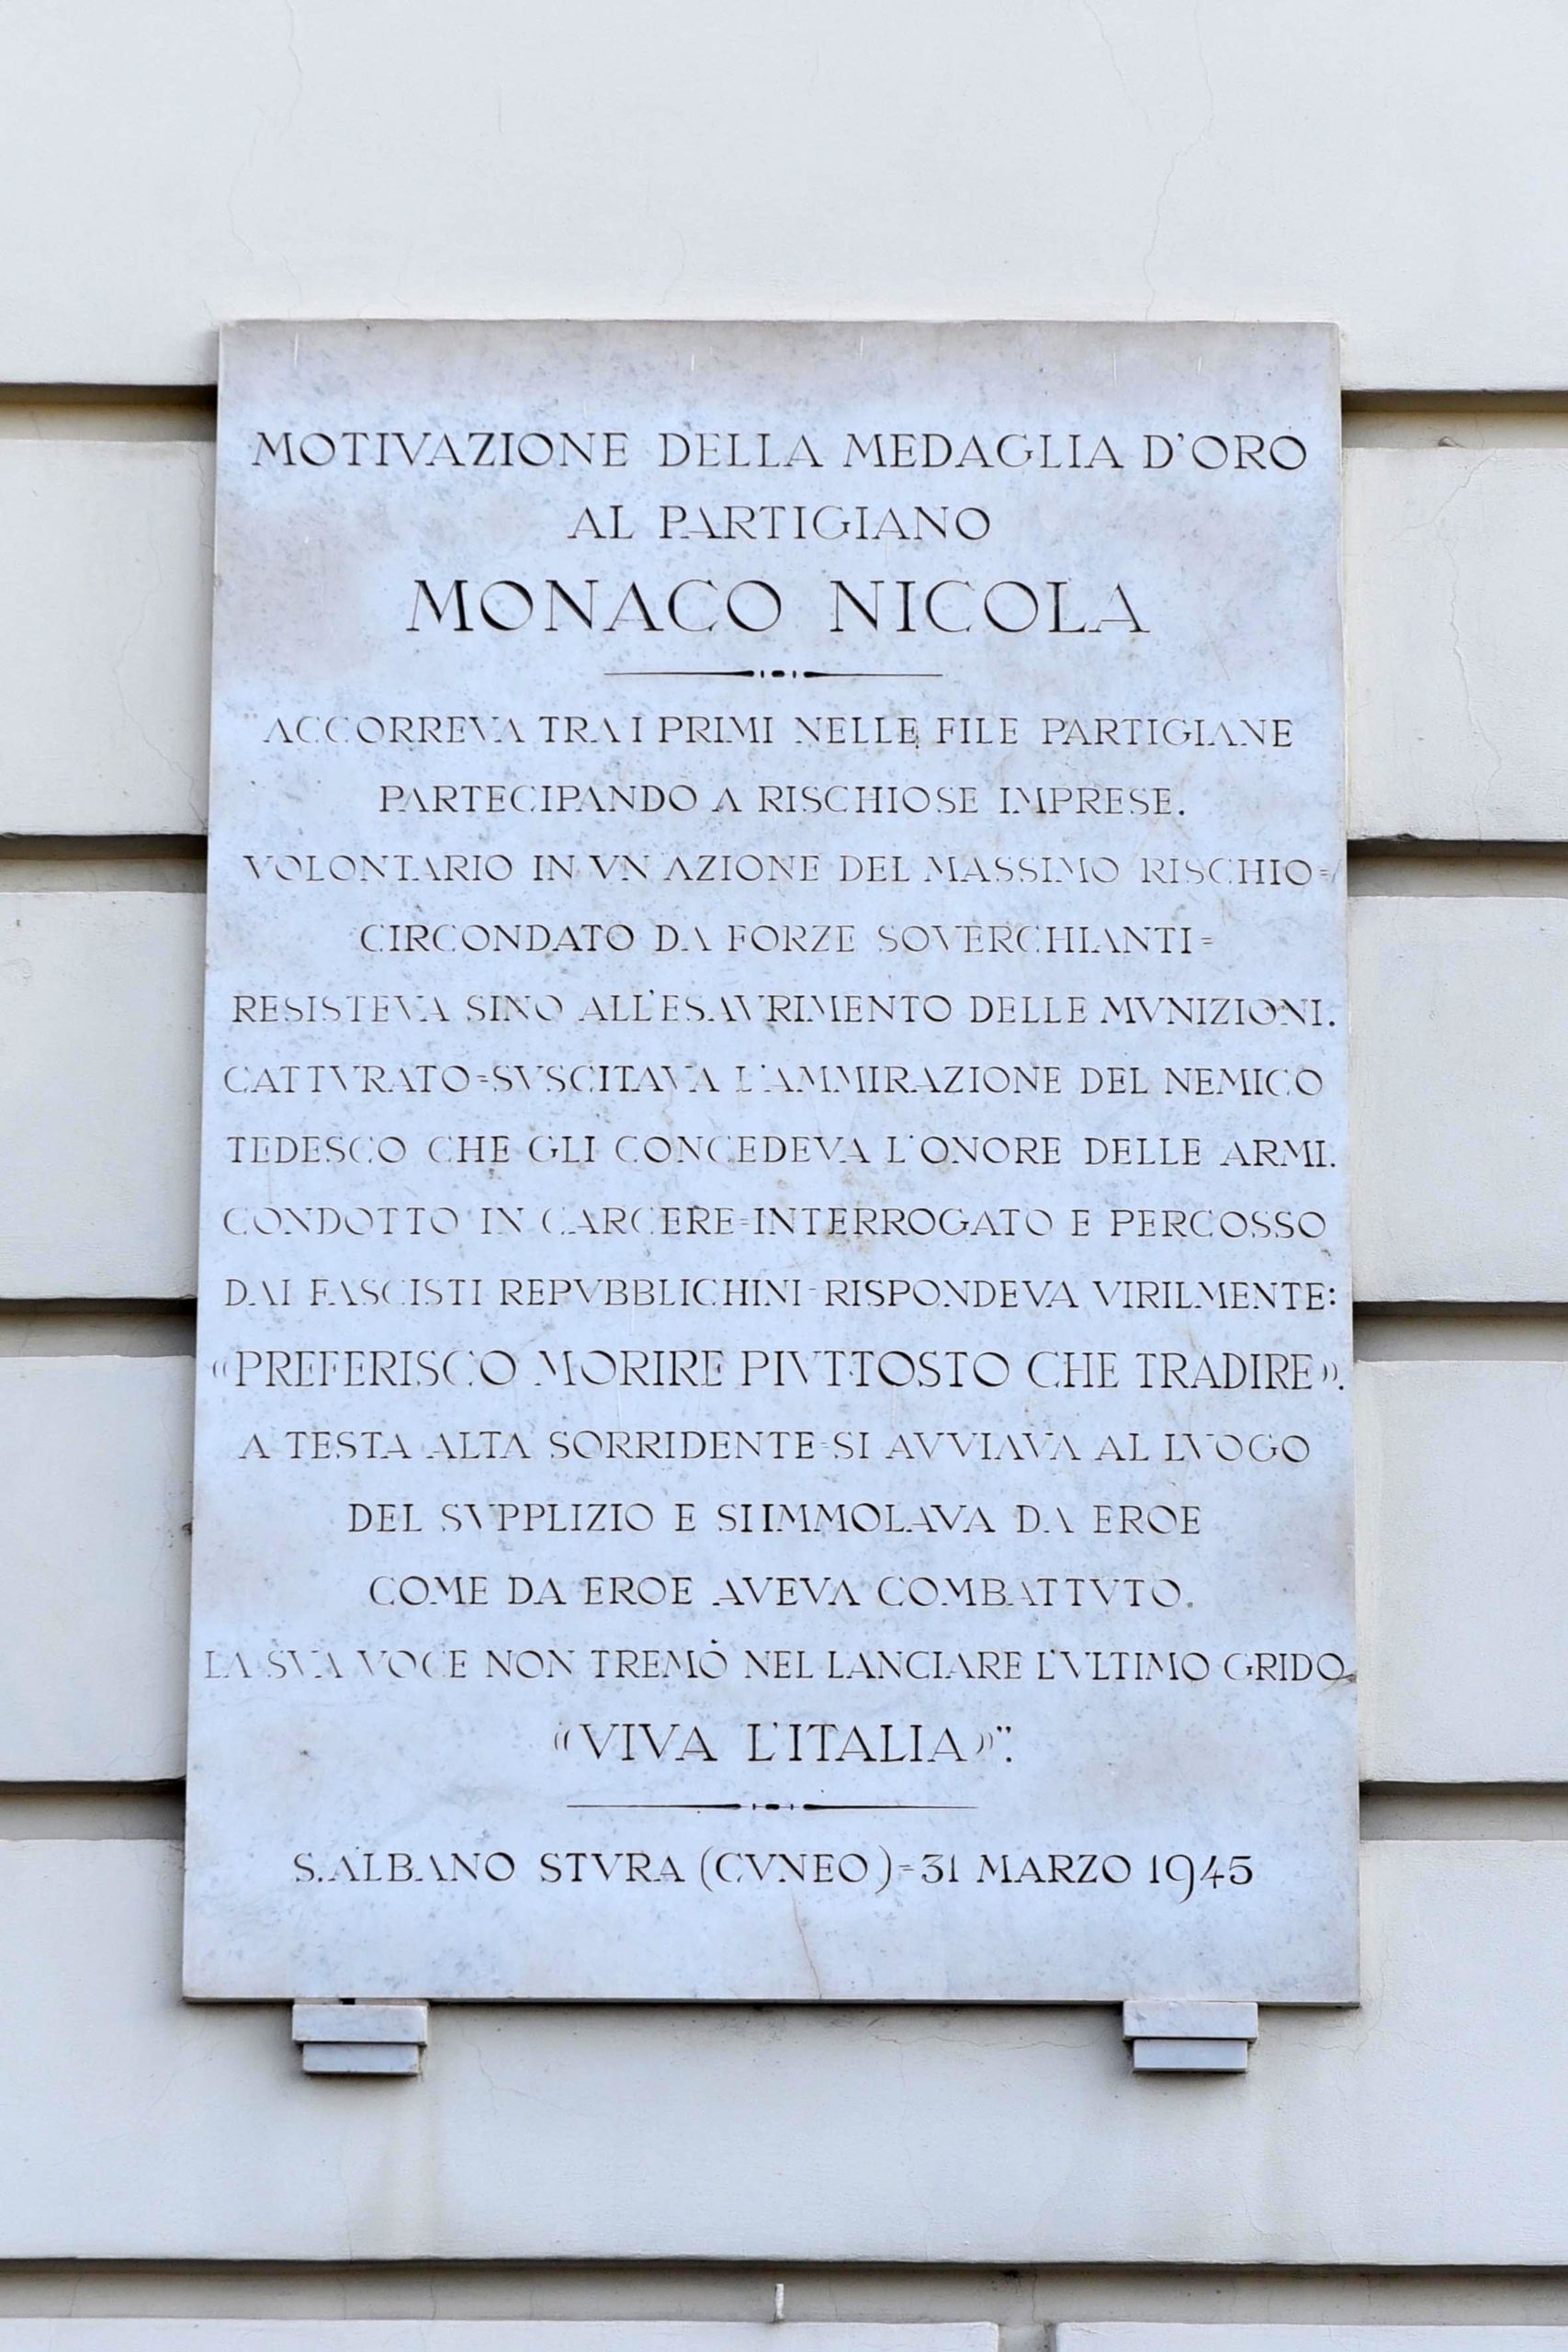 MOTIVAZIONE DELLA MEDAGLIA D'ORO
AL PARTIGIANO
MONACO NICOLA
"ACCORREVA TRA I PRIMI NELLE FILE PARTIGIANE
PARTECIPANDO A RISCHIOSE IMPRESE.
VOLONTARIO IN VN'AZIONE DEL MASSIMO RISCHIO=
CIRCONDATO DA FORZE SOVERCHIANTI=
RESISTEVA SINO ALL'ESAVRIMENTO DELLE MVNIZIONI.
CATTVRATO=SVSCITAVA L'AMMIRAZIONE DEL NEMICO
TEDESCO CHE GLI CONCEDEVA L'ONORE DELLE ARMI.
CONDOTTO IN CARCERE=INTERROGATO E PERCOSSO
DAI FASCISTI REPVBBLICHINI-RISPONDEVA VIRILMENTE:
«PREFERISCO MORIRE PIVTTOSTO CHE TRADIRE».
A TESTA ALTA SORRIDENTE=SI AVVIAVA AL LVOGO
DEL SVPPLIZIO E SI IMMOLAVA DA EROE
COME DA EROE AVEVA COMBATTVTO.
LA SVA VOCE NON TREMÒ NEL LANCIARE L'VLTIMO GRIDO
«VIVA L'ITALIA»".
S. ALBANO STVRA (CVNEO)=31 MARZO 1945